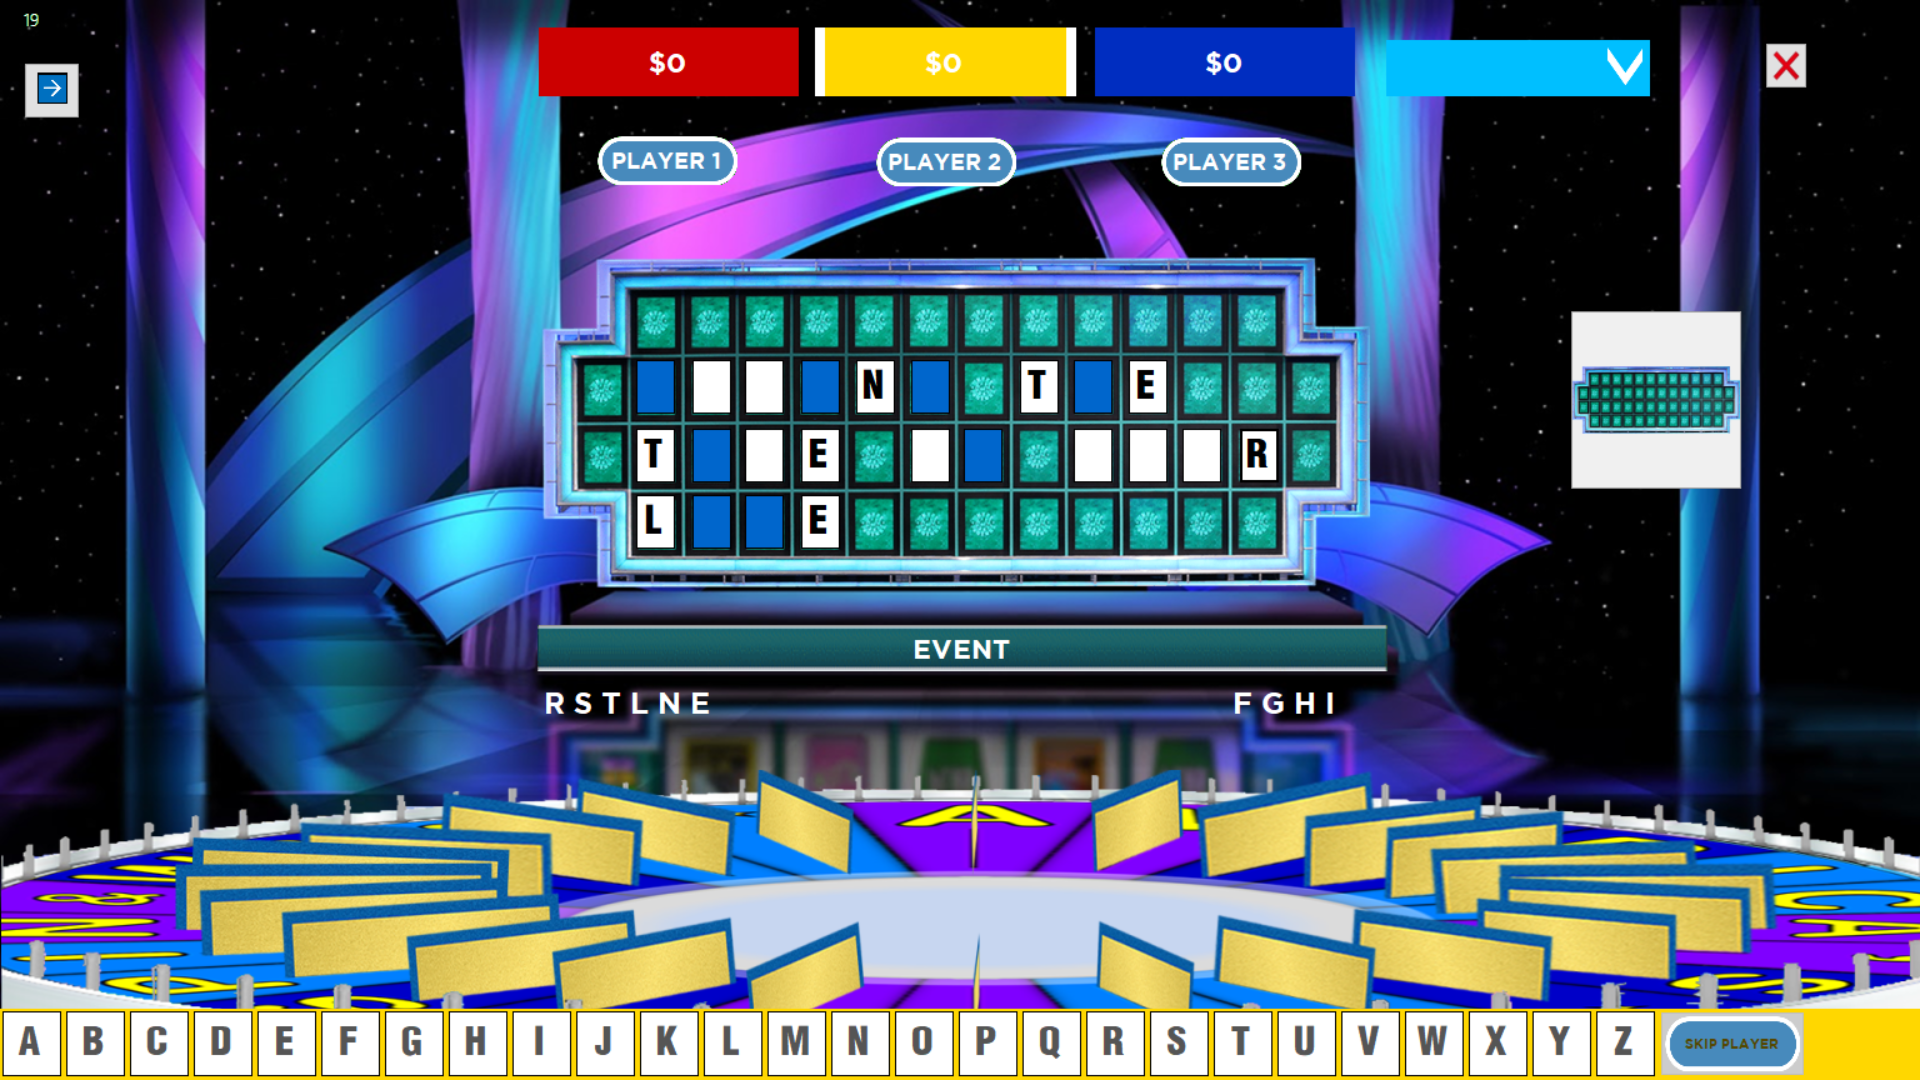 19
$0 $0 $0
PLAYER 1 PLAYER 2 PLAYER 3
N T E
T E R
L E
EVENT
RSTLNE FGHI
A B C D E F G H I J K L M N O P Q R S T U V W X Y Z SKIP PLAYER